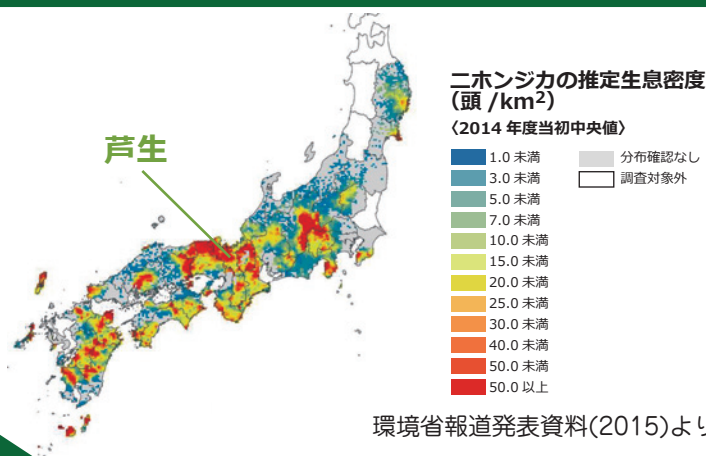 芦生
ニホンジカの推定生息密度
（頭 /km²）
〈2014 年度当初中央値〉
1.0 未満
3.0 未満
5.0 未満
7.0 未満
10.0 未満
15.0 未満
20.0 未満
25.0 未満
30.0 未満
40.0 未満
50.0 未満
50.0 以上
分布確認なし
調査対象外
環境省報道発表資料(2015)より